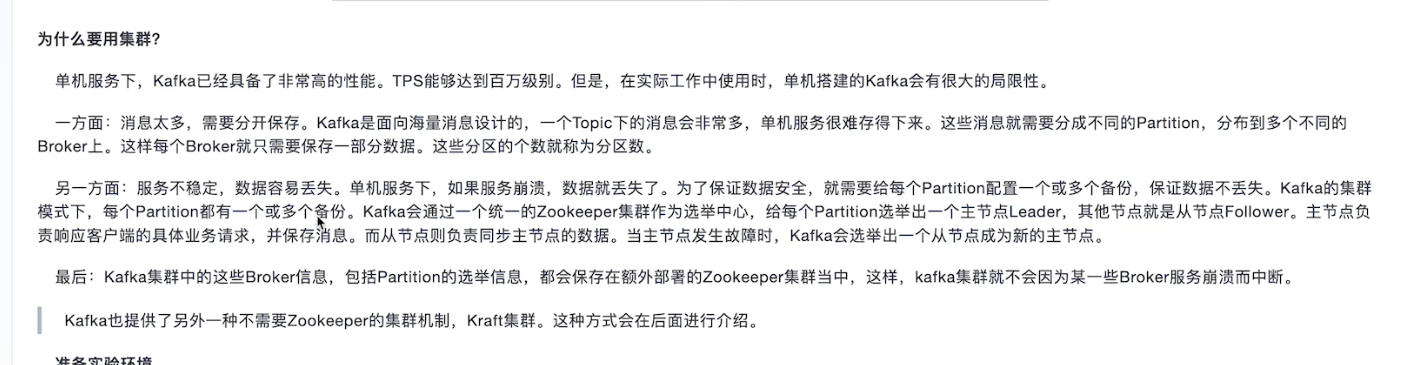 为什么要用集群?
单机服务下，Kafka已经具备了非常高的性能。TPS能够达到百万级别。但是，在实际工作中使用时，单机搭建的Kafka会有很大的局限性。
一方面：消息太多，需要分开保存。Kafka是面向海量消息设计的，一个Topic下的消息会非常多，单机服务很难存得下来。这些消息就需要分成不同的Partition，分布到多个不同的
Broker上。这样每个Broker就只需要保存一部分数据。这些分区的个数就称为分区数。
另一方面：服务不稳定，数据容易丢失。单机服务下，如果服务崩溃，数据就丢失了。为了保证数据安全，就需要给每个Partition配置一个或多个备份，保证数据不丢失。Kafka的集群
模式下，每个Partition都有一个或多个备份。Kafka会通过一个统一的Zookeeper集群作为选举中心，给每个Partition选举出一个主节点Leader，其他节点就是从节点Follower。主节点负
责响应客户端的具体业务请求，并保存消息。而从节点则负责同步主节点的数据。当主节点发生故障时，Kafka会选举出一个从节点成为新的主节点。
最后：Kafka集群中的这些Broker信息，包括Partition的选举信息，都会保存在额外部署的Zookeeper集群当中，这样，kafka集群就不会因为某一些Broker服务崩溃而中断。
Kafka也提供了另外一种不需要Zookeeper的集群机制，Kraft集群。这种方式会在后面进行介绍。
准备实验环境